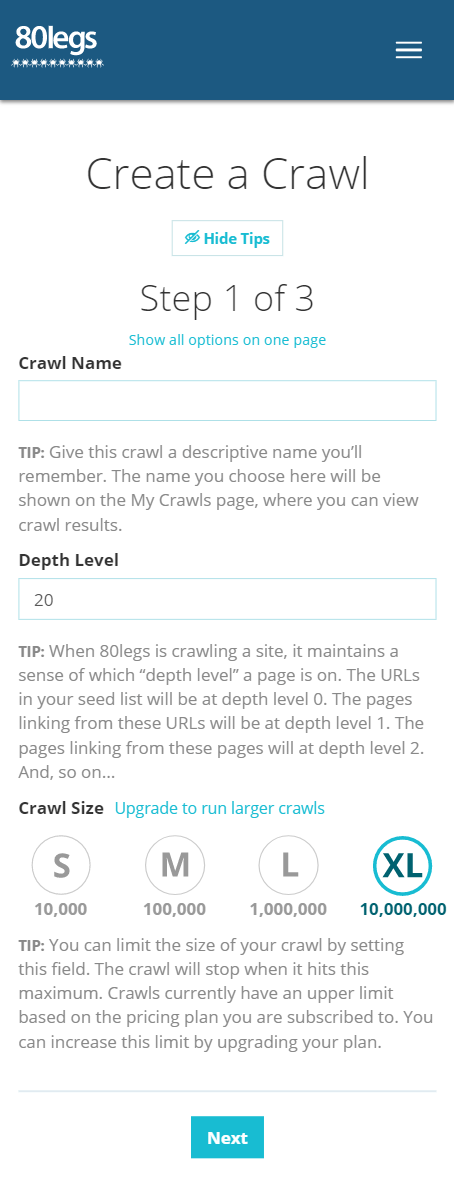 80legs
Create a Crawl
Hide Tips
Step 1 of 3
Show all options on one page
Crawl Name
TIP: Give this crawl a descriptive name you’ll
remember. The name you choose here will be
shown on the My Crawls page, where you can view
crawl results.
Depth Level
20
TIP: When 80legs is crawling a site, it maintains a
sense of which “depth level” a page is on. The URLs
in your seed list will be at depth level 0. The pages
linking from these URLs will be at depth level 1. The
pages linking from these pages will at depth level 2.
And, so on...
Crawl Size Upgrade to run larger crawls
S M L XL
10,000 100,000 1,000,000 10,000,000
TIP: You can limit the size of your crawl by setting
this field. The crawl will stop when it hits this
maximum. Crawls currently have an upper limit
based on the pricing plan you are subscribed to. You
can increase this limit by upgrading your plan.
Next